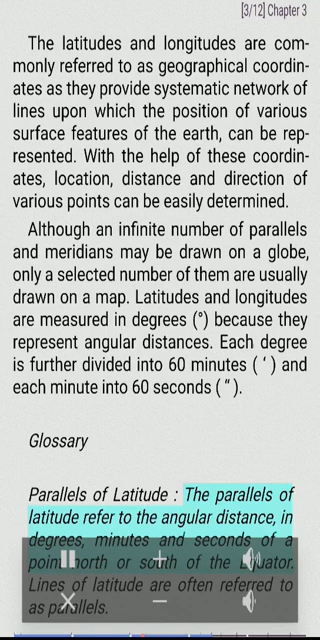 [3/12] Chapter 3
The latitudes and longitudes are com-
monly referred to as geographical coordin-
ates as they provide systematic network of
lines upon which the position of various
surface features of the earth, can be rep-
resented. With the help of these coordin-
ates, location, distance and direction of
various points can be easily determined.
Although an infinite number of parallels
and meridians may be drawn on a globe,
only a selected number of them are usually
drawn on a map. Latitudes and longitudes
are measured in degrees (°) because they
represent angular distances. Each degree
is further divided into 60 minutes ( ‘ ) and
each minute into 60 seconds ( “ ).
Glossary
Parallels of Latitude : The parallels of
latitude refer to the angular distance, in
degrees, minutes and seconds of a
point north or south of the Equator.
Lines of latitude are often referred to
as parallels.